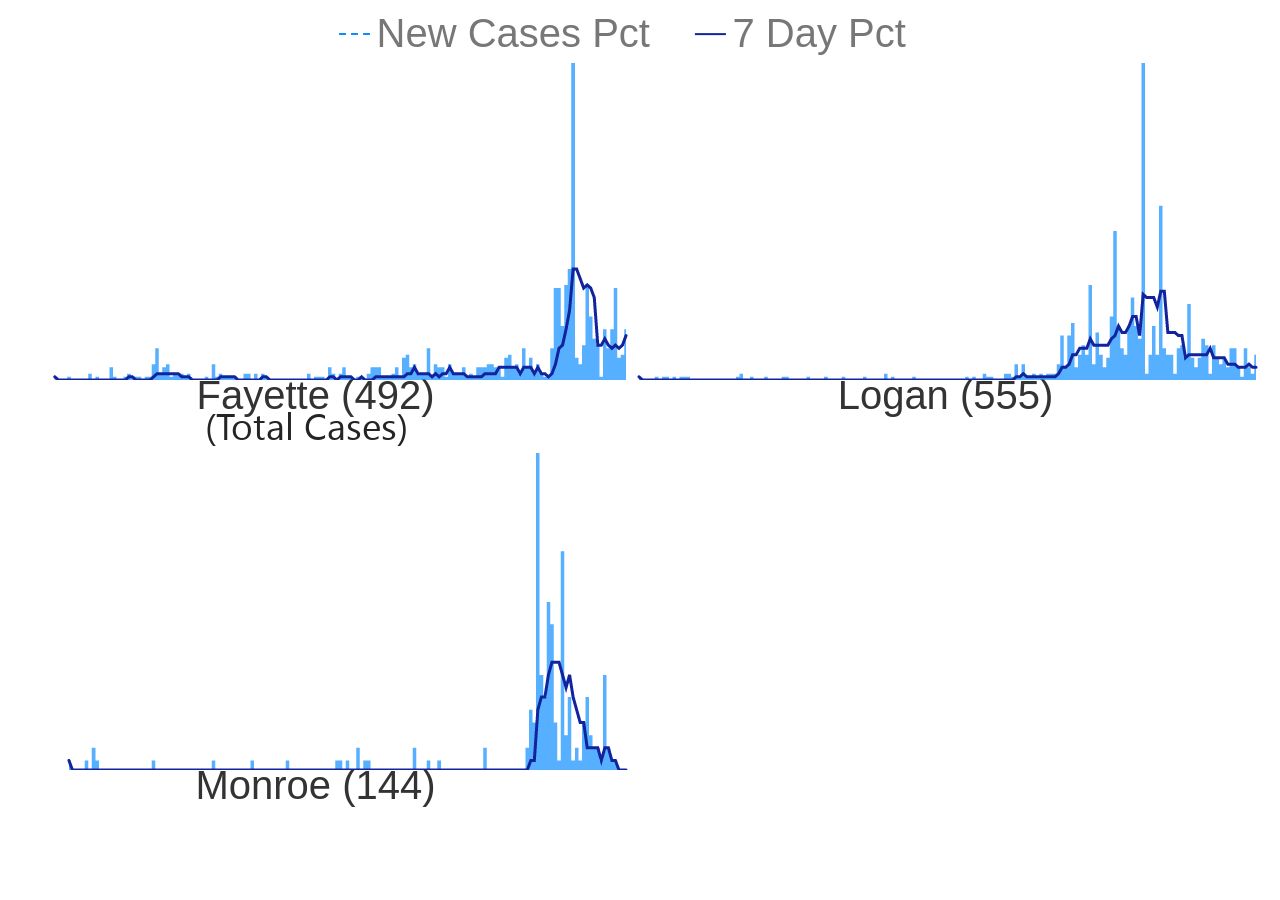 New Cases Pct 7 Day Pct
Fayette (492) Logan (555)
(Total Cases)
Monroe (144)